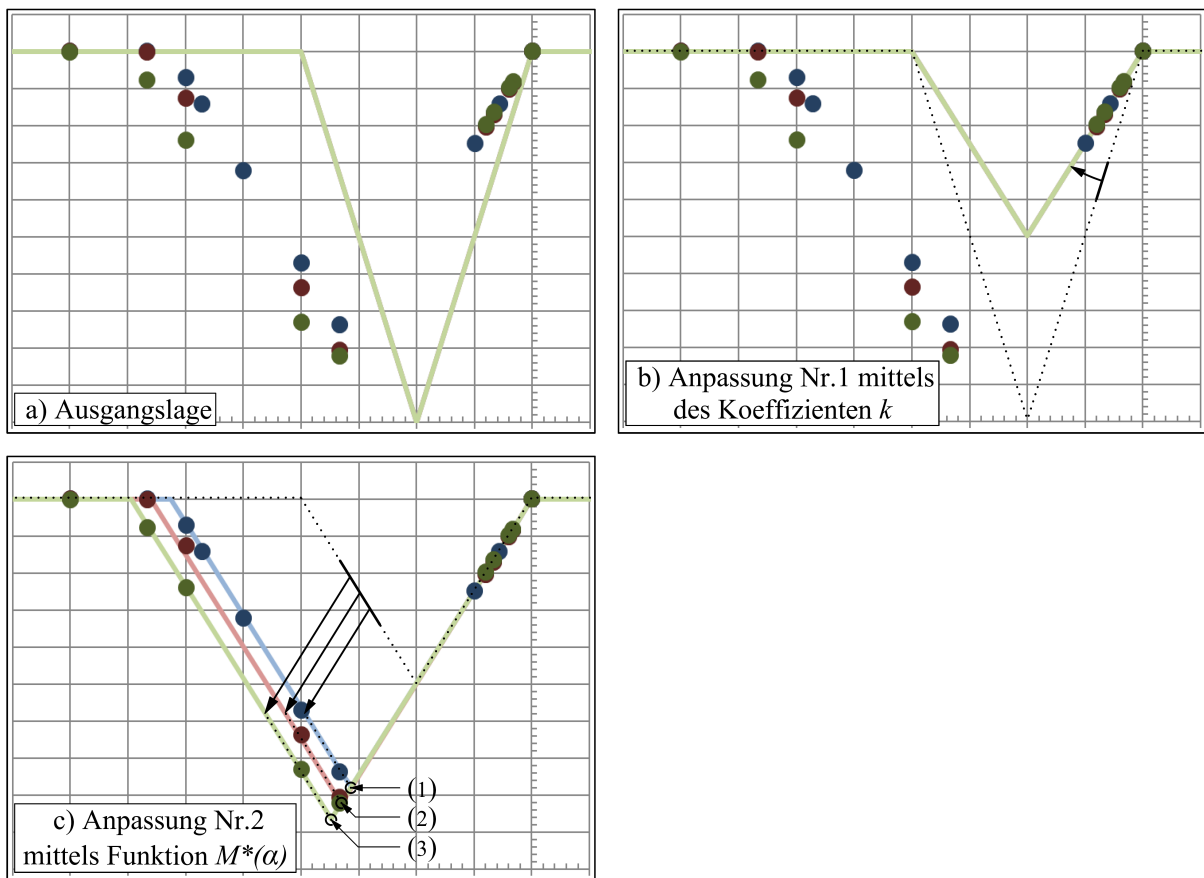 a) Ausgangslage
b) Anpassung Nr.1 mittels
des Koeffizienten k
c) Anpassung Nr.2
mittels Funktion M*(α)
(1)
(2)
(3)